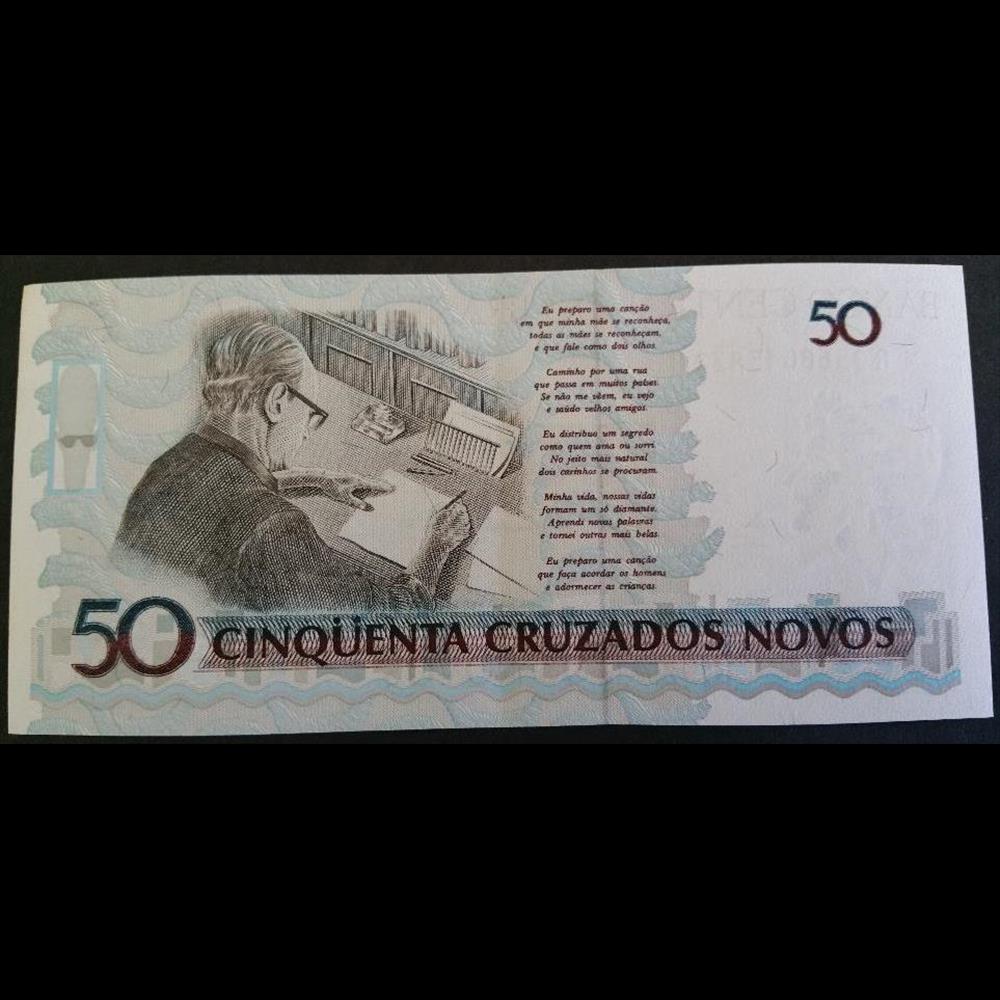 Eu preparo uma canção
em que minha mãe se reconheça,
todas as mães se reconheçam,
e que fale como dois olhos.
Caminho por uma rua
que passa em muitos países.
Se não me vêem, eu vejo
e saúdo velhos amigos.
Eu distribuo um segredo
como quem ama ou sorri.
No jeito mais natural
dois carinhos se procuram.
Minha vida, nossas vidas
formam um só diamante.
Aprendi novas palavras
e tornei outras mais belas.
Eu preparo uma canção
que faça acordar os homens
e adormecer as crianças.
50
50 CINQÜENTA CRUZADOS NOVOS